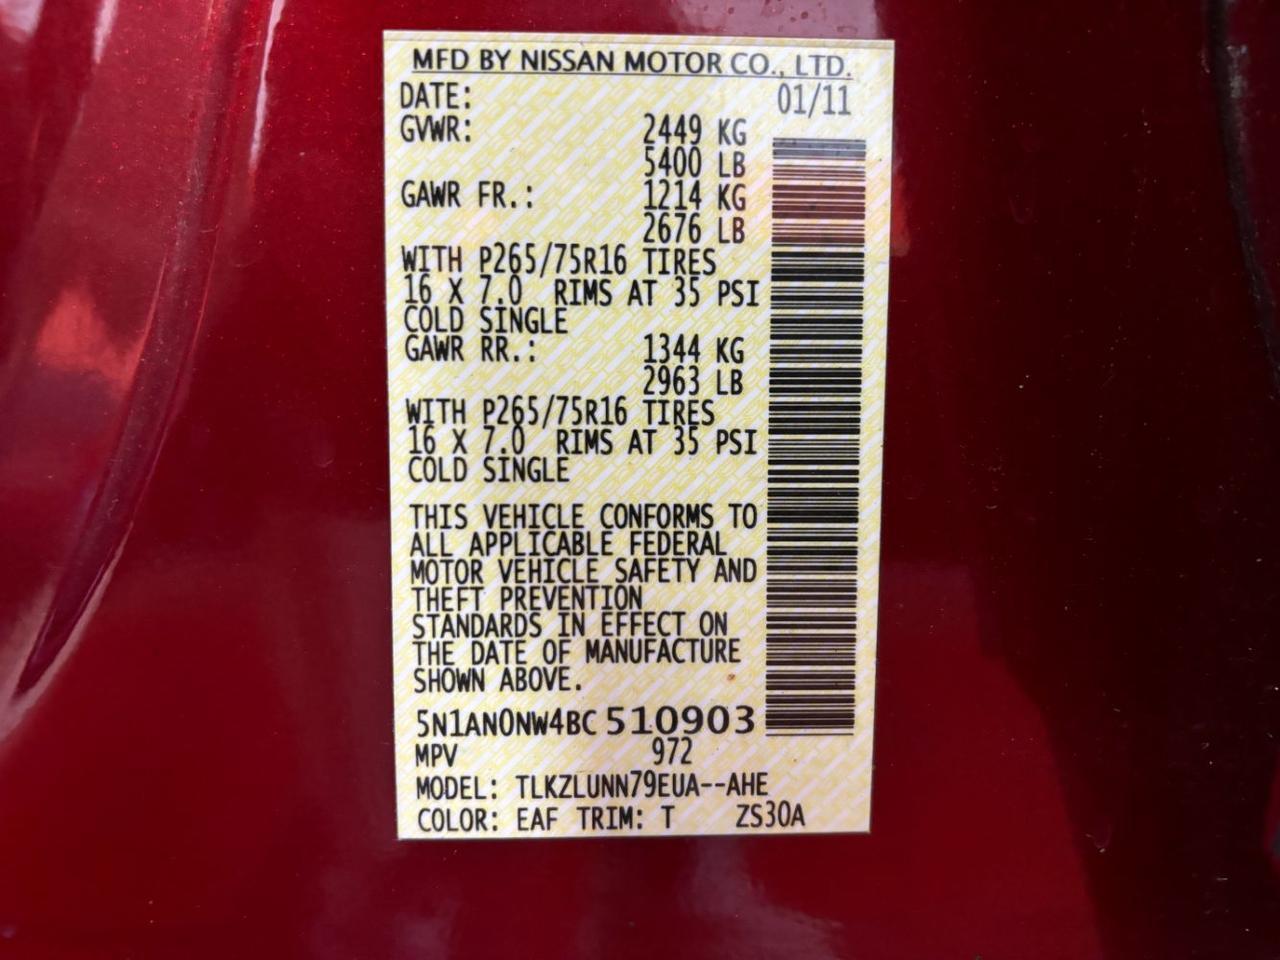 MFD BY NISSAN MOTOR CO., LTD.
DATE: 01/11
GVWR: 2449 KG
5400 LB
GAWR FR.: 1214 KG
2676 LB
WITH P265/75R16 TIRES
16 X 7.0 RIMS AT 35 PSI
COLD SINGLE
GAWR RR.: 1344 KG
2963 LB
WITH P265/75R16 TIRES
16 X 7.0 RIMS AT 35 PSI
COLD SINGLE
THIS VEHICLE CONFORMS TO
ALL APPLICABLE FEDERAL
MOTOR VEHICLE SAFETY AND
THEFT PREVENTION
STANDARDS IN EFFECT ON
THE DATE OF MANUFACTURE
SHOWN ABOVE.
5N1AN0NW4BC 510903
MPV 972
MODEL: TLKZLUNN79EUA--AHE
COLOR: EAF TRIM: T ZS30A